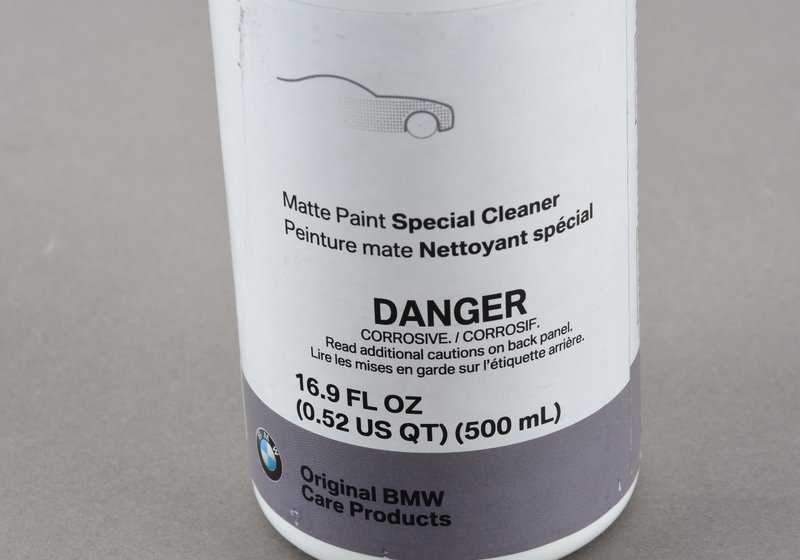 Matte Paint Special Cleaner
Peinture mate Nettoyant spécial
DANGER
CORROSIVE. / CORROSIF.
Read additional cautions on back panel.
Lire les mises en garde sur l'étiquette arrière.
16.9 FL OZ
(0.52 US QT) (500 mL)
BMW
Original BMW
Care Products